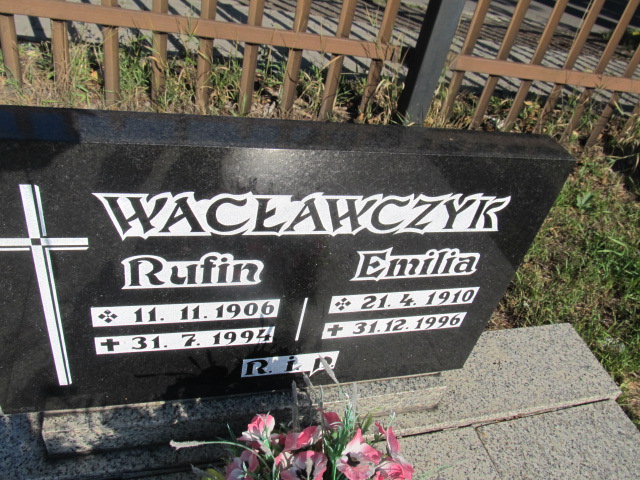 WACŁAWCZYK
Rufin Emilia
11. 11. 1906 21. 4. 1910
31. 7. 1994 31. 12. 1996
R. i. P.